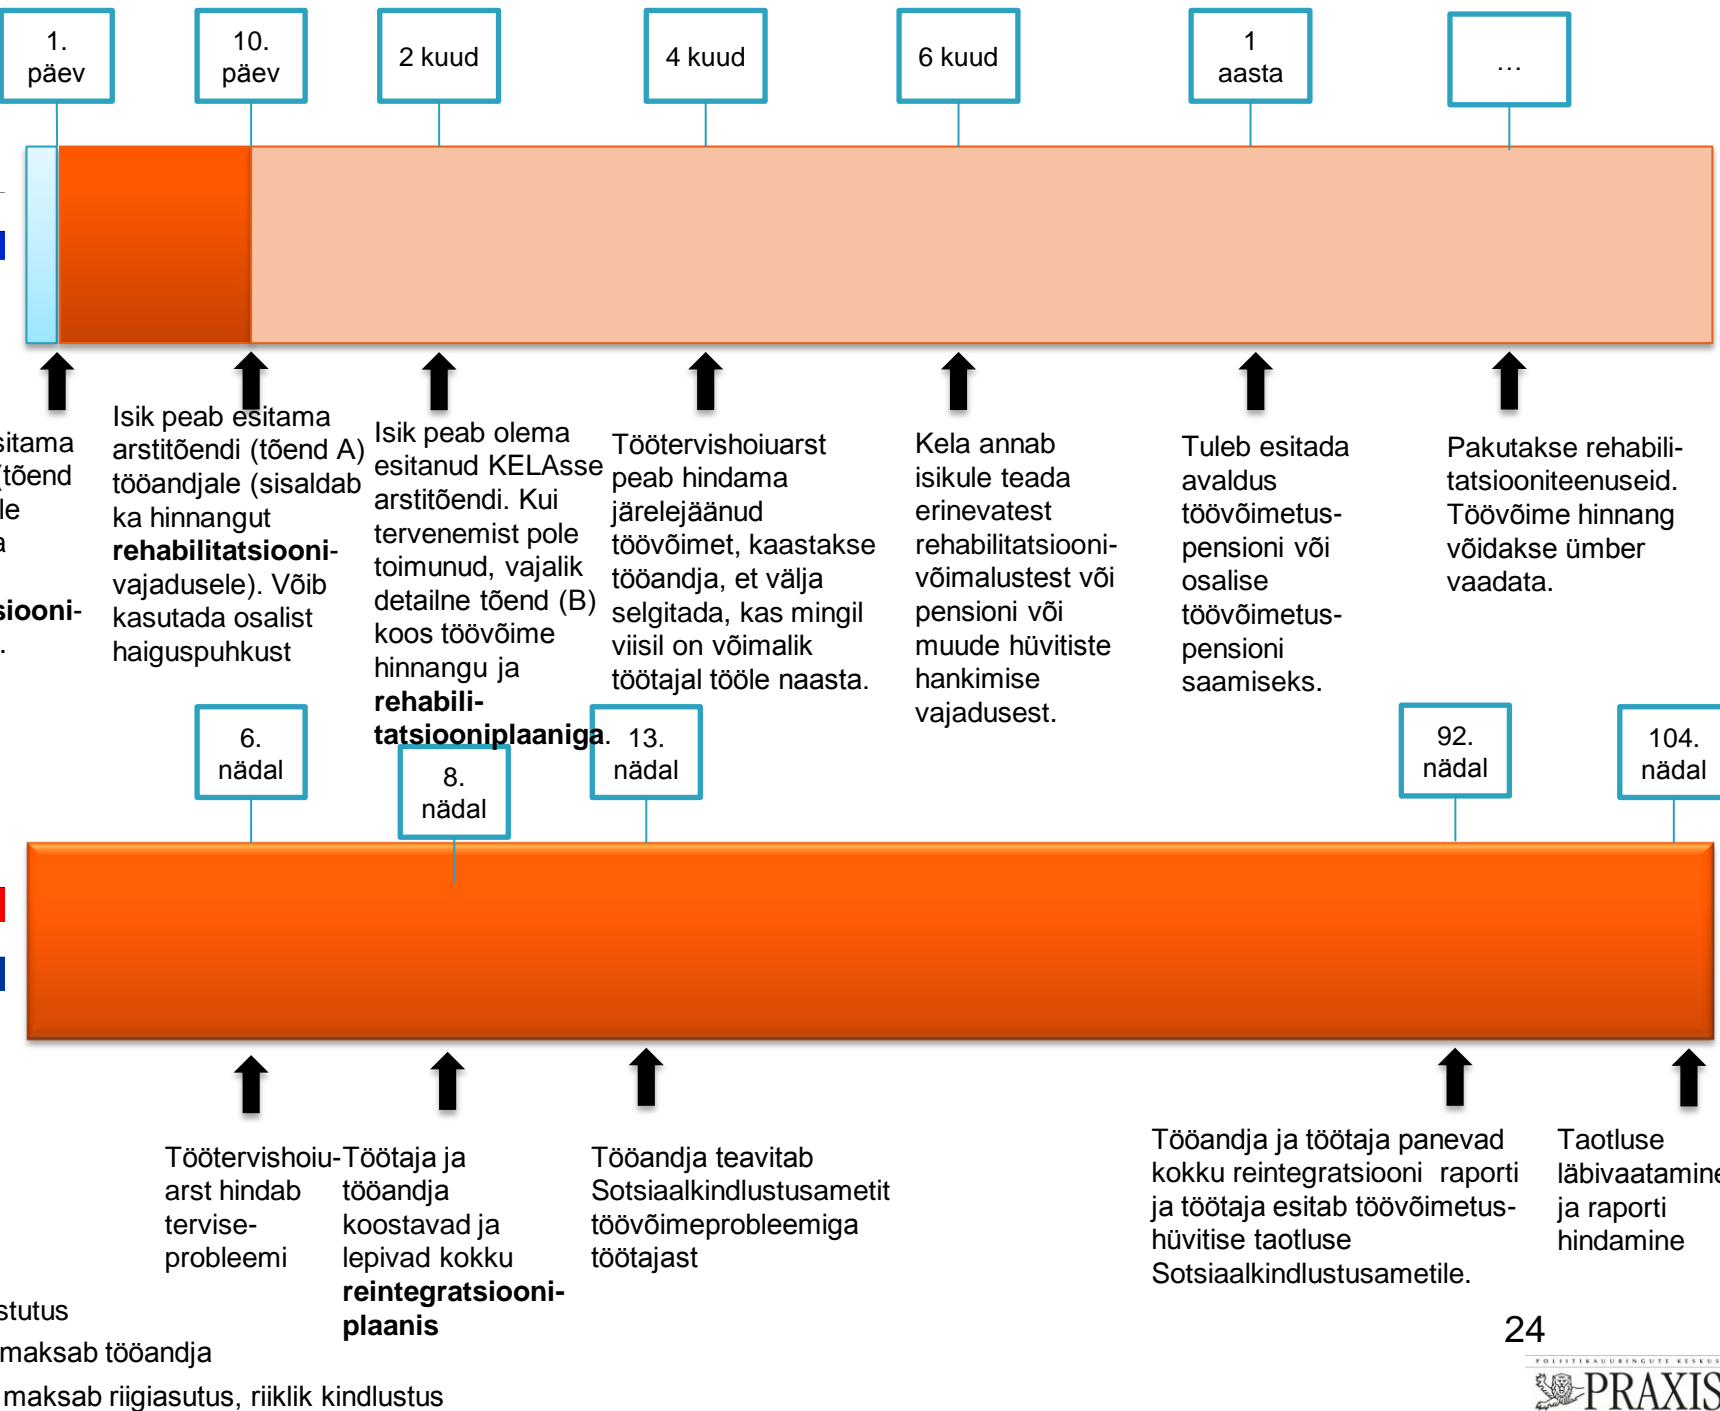 1.
päev
10.
päev
2 kuud
4 kuud
6 kuud
1
aasta
…
sitama
(tõend
le
a
siooni-
.
Isik peab esitama
arstitõendi (tõend A)
tööandjale (sisaldab
ka hinnangut
rehabilitatsiooni-
vajadusele). Võib
kasutada osalist
haiguspuhkust
Isik peab olema
esitanud KELAsse
arstitõendi. Kui
tervenemist pole
toimunud, vajalik
detailne tõend (B)
koos töövõime
hinnangu ja
rehabili-
tatsiooniplaaniga.
Töötervishoiuarst
peab hindama
järelejäänud
töövõimet, kaastakse
tööandja, et välja
selgitada, kas mingil
viisil on võimalik
töötajal tööle naasta.
Kela annab
isikule teada
erinevatest
rehabilitatsiooni-
võimalustest või
pensioni või
muude hüvitiste
hankimise
vajadusest.
Tuleb esitada
avaldus
töövõimetus-
pensioni või
osalise
töövõimetus-
pensioni
saamiseks.
Pakutakse rehabili-
tatsiooniteenuseid.
Töövõime hinnang
võidakse ümber
vaadata.
6.
nädal
8.
nädal
13.
nädal
92.
nädal
104.
nädal
Töötervishoiu-
arst hindab
tervise-
probleemi
Töötaja ja
tööandja
koostavad ja
lepivad kokku
reintegratsiooni-
plaanis
Tööandja teavitab
Sotsiaalkindlustusametit
töövõimeprobleemiga
töötajast
Tööandja ja töötaja panevad
kokku reintegratsiooni raporti
ja töötaja esitab töövõimetus-
hüvitise taotluse
Sotsiaalkindlustusametile.
Taotluse
läbivaatamine
ja raporti
hindamine
stutus
maksab tööandja
maksab riigiasutus, riiklik kindlustus
24
POLIITIKAUURINGUTE KESKUS
PRAXIS